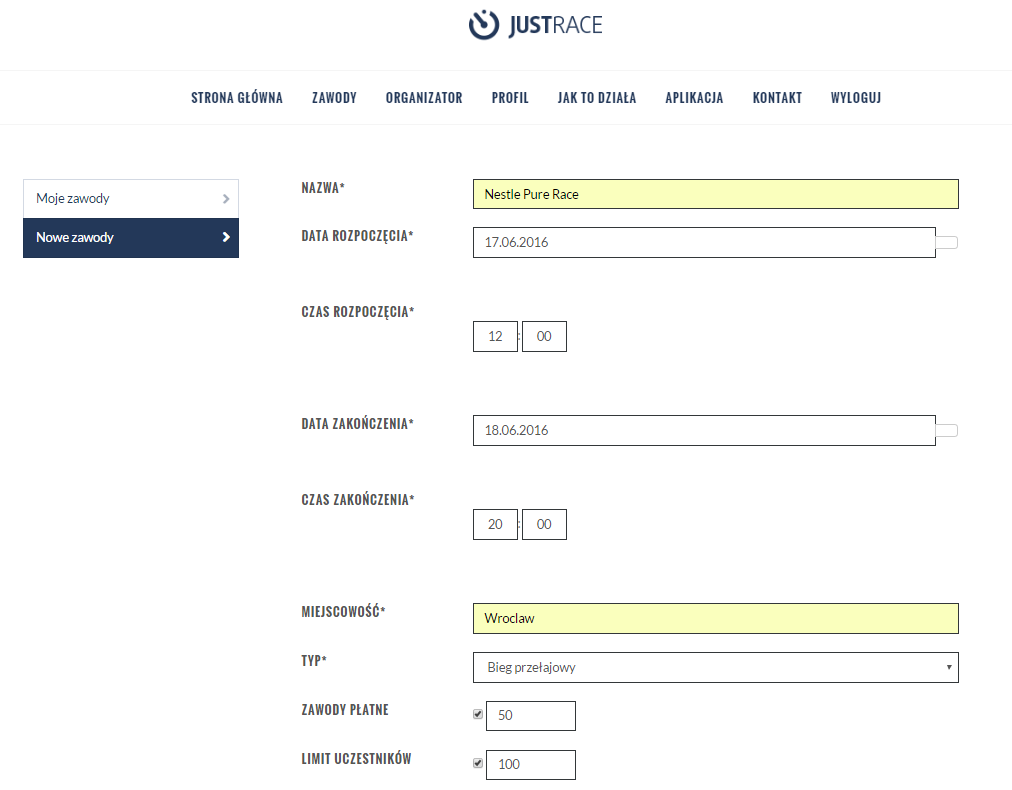 JUSTRACE
STRONA GŁÓWNA ZAWODY ORGANIZATOR PROFIL JAK TO DZIAŁA APLIKACJA KONTAKT WYLOGUJ
Moje zawody
Nowe zawody
NAZWA* Nestle Pure Race
DATA ROZPOCZĘCIA* 17.06.2016
CZAS ROZPOCZĘCIA*
12 : 00
DATA ZAKOŃCZENIA* 18.06.2016
CZAS ZAKOŃCZENIA*
20 : 00
MIEJSCOWOŚĆ* Wroclaw
TYP* Bieg przełajowy
ZAWODY PŁATNE 50
LIMIT UCZESTNIKÓW 100